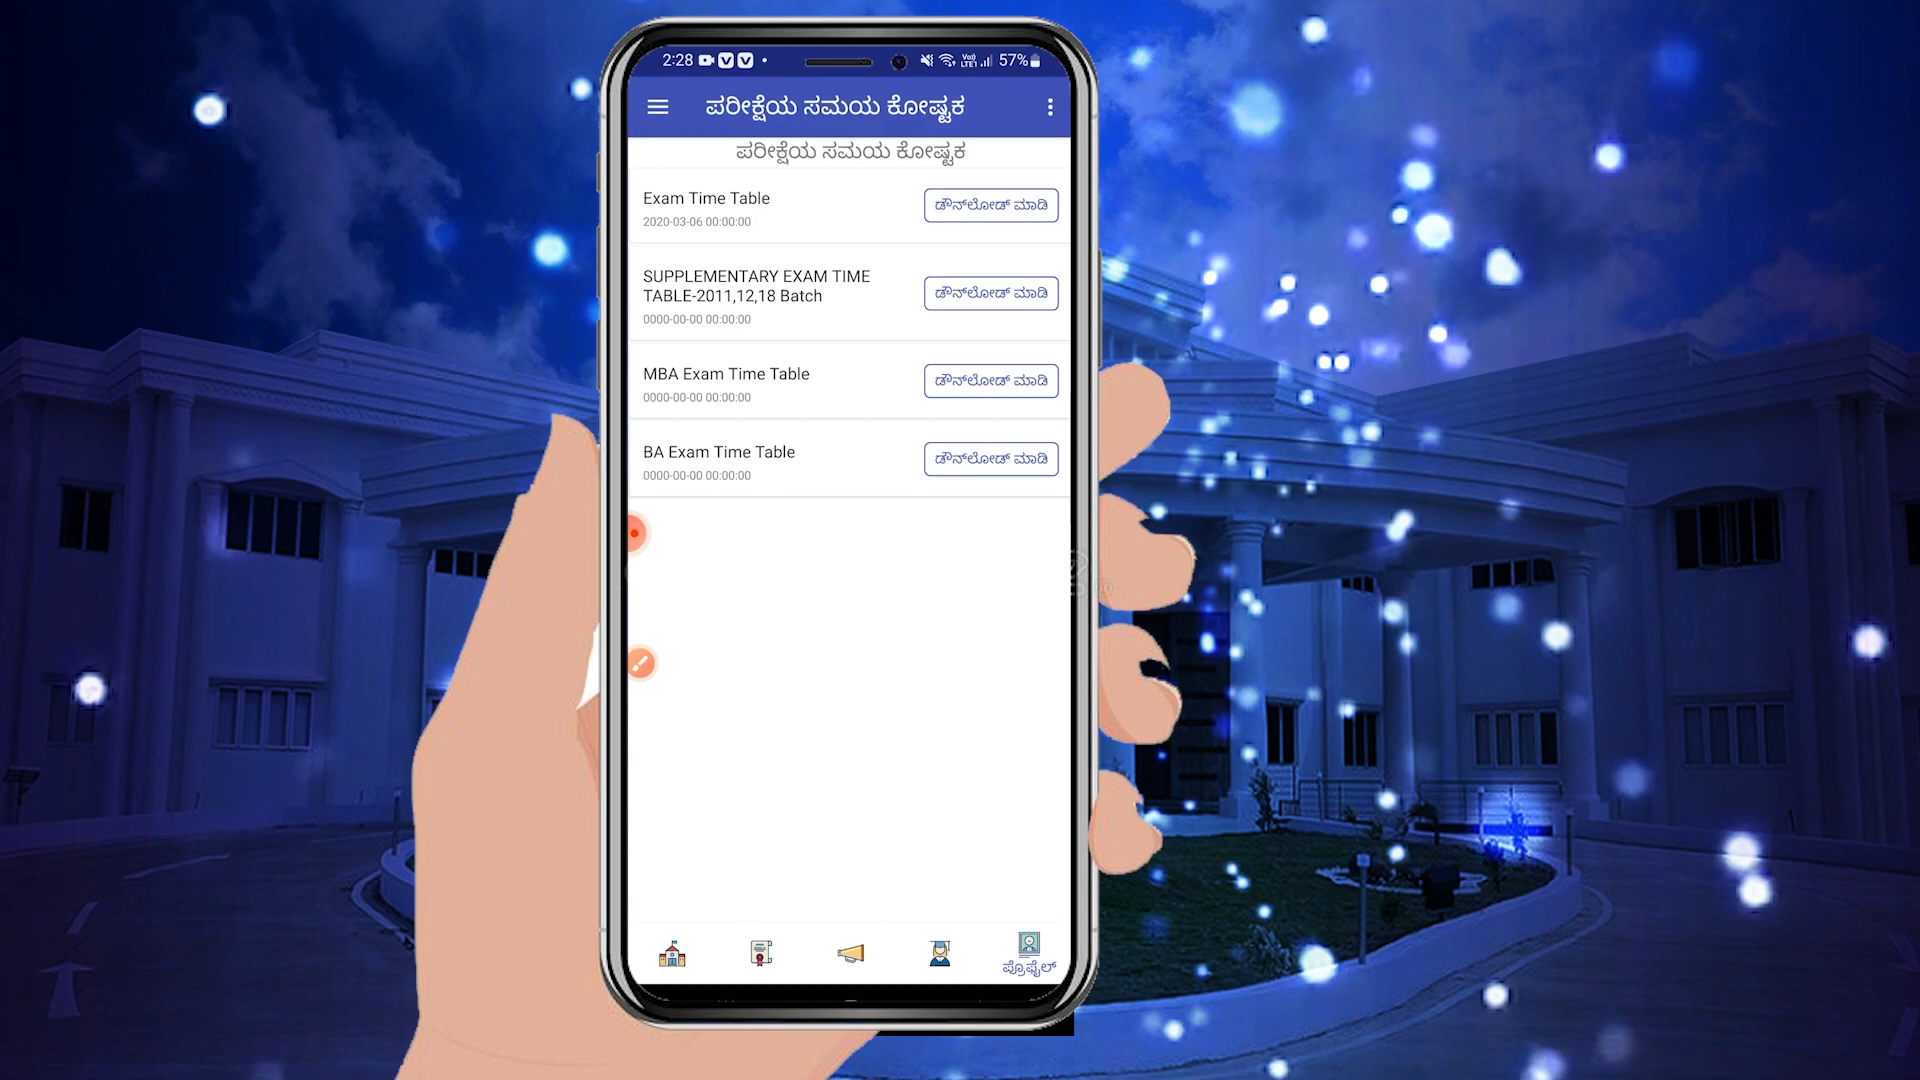 2:28 57%
ಪರೀಕ್ಷೆಯ ಸಮಯ ಕೋಷ್ಟಕ
ಪರೀಕ್ಷೆಯ ಸಮಯ ಕೋಷ್ಟಕ
Exam Time Table
2020-03-06 00:00:00
ಡೌನ್‌ಲೋಡ್ ಮಾಡಿ
SUPPLEMENTARY EXAM TIME
TABLE-2011,12,18 Batch
0000-00-00 00:00:00
ಡೌನ್‌ಲೋಡ್ ಮಾಡಿ
MBA Exam Time Table
0000-00-00 00:00:00
ಡೌನ್‌ಲೋಡ್ ಮಾಡಿ
BA Exam Time Table
0000-00-00 00:00:00
ಡೌನ್‌ಲೋಡ್ ಮಾಡಿ
ಪ್ರೊಫೈಲ್